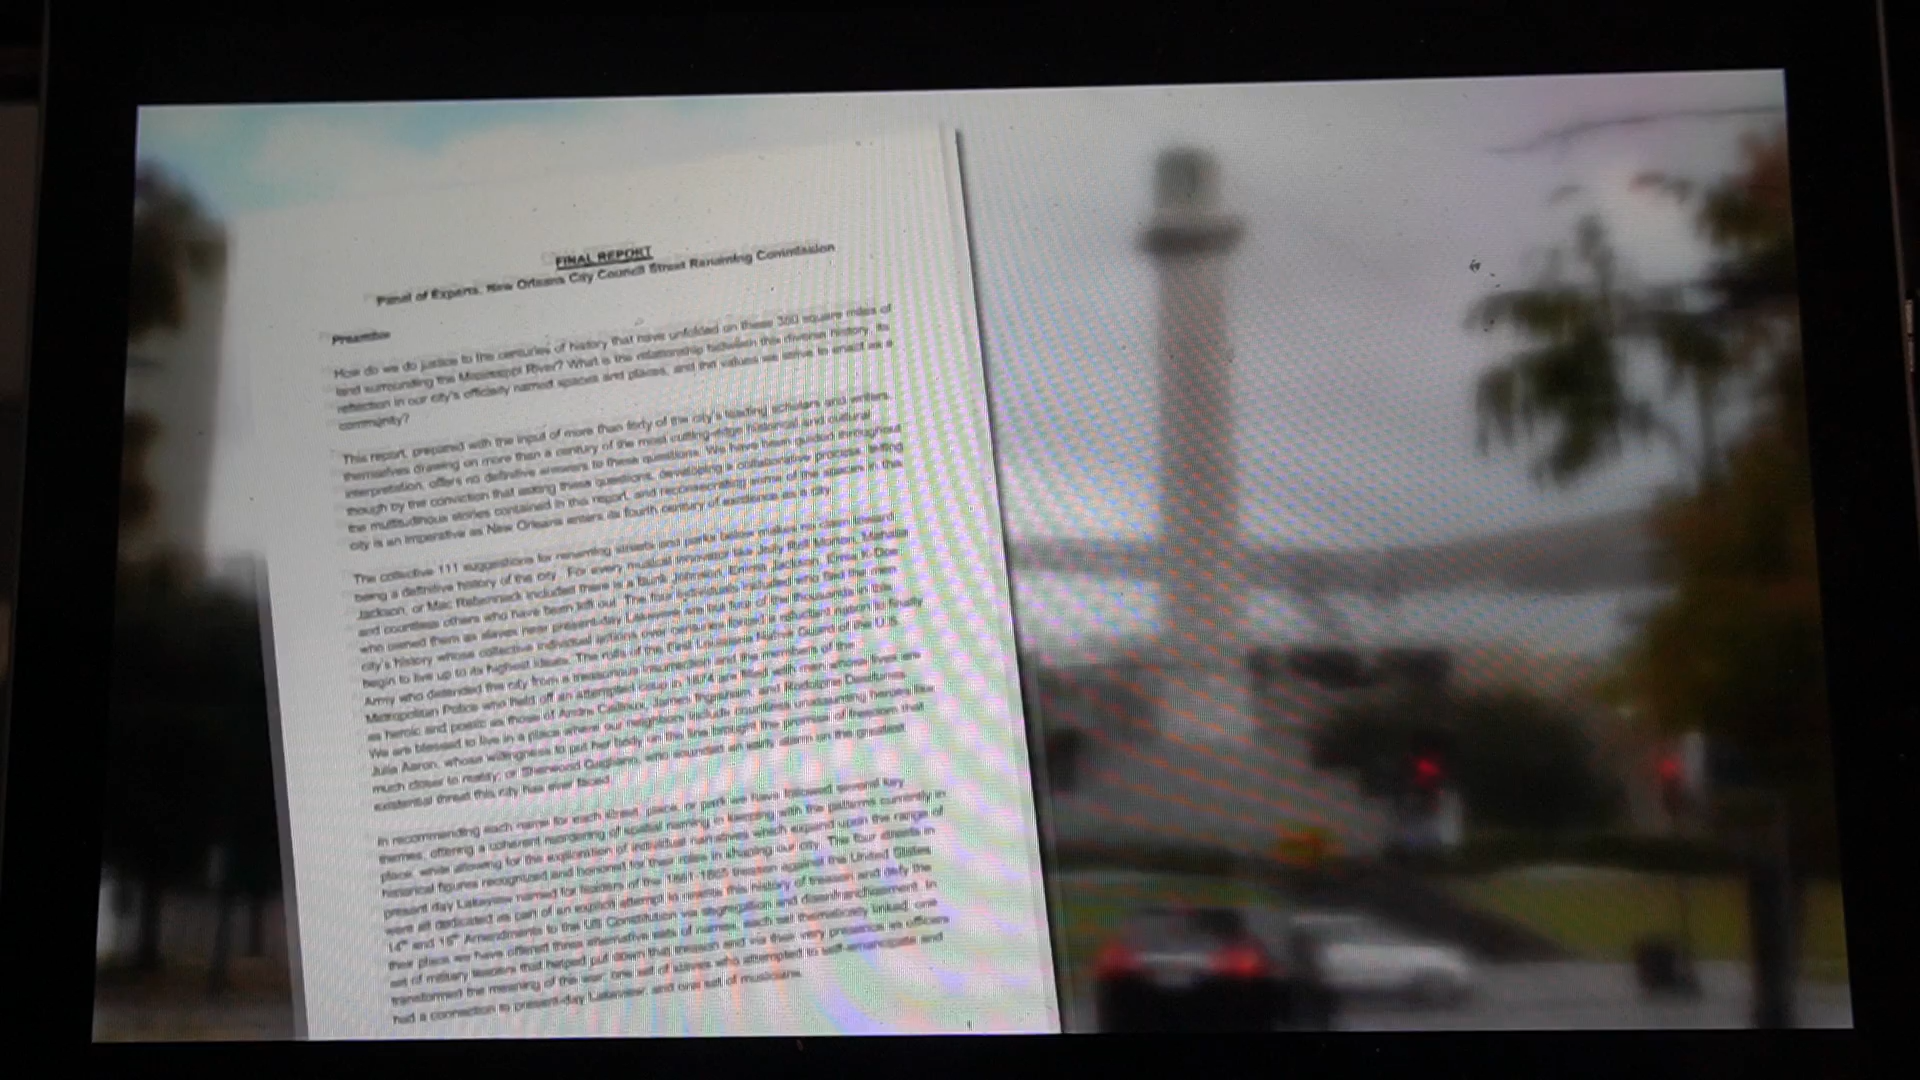 FINAL REPORT
Panel of Experts, New Orleans City Council Street Renaming Commission
Preamble
How do we do justice to the centuries of history that have unfolded on these 350 square miles of
land surrounding the Mississippi River? What is the relationship between this diverse history, its
reflection in our city's officially named spaces and places, and the values we strive to enact as a
community?
This report, prepared with the input of more than forty of the city's leading scholars and writers,
themselves drawing on more than a century of the most cutting-edge historical and cultural
interpretation, offers no definitive answers to these questions. We have been guided throughout
though by the conviction that asking these questions, developing a collaborative process, telling
the multitudinous stories contained in this report, and reconsecrating some of the spaces in this
city is an imperative as New Orleans enters its fourth century of existence as a city.
The collective 111 suggestions for renaming streets and parks below makes no claim toward
being a definitive history of the city. For every musical innovator like Jelly Roll Morton, Mahalia
Jackson, or Mac Rebennack included there is a Bunk Johnson, Emma Jackson, Ernie K-Doe
and countless others who have been left out. The four individuals included who fled the men
who owned them as slaves near present-day Lakeview are but four of the thousands in this
city's history whose collective individual actions over centuries forced a reluctant nation to finally
begin to live up to its highest ideals. The rolls of the First Louisiana Native Guard of the U.S.
Army who defended the city from a treasonous insurrection and the members of the
Metropolitan Police who held off an attempted coup in 1874 are filled with men whose lives are
as heroic and poetic as those of Andre Cailloux, James Ingraham, and Rodolphe Desdunes.
We are blessed to live in a place where our neighbors include countless unassuming heroes like
Julia Aaron, whose willingness to put her body on the line brought the promise of freedom that
much closer to reality; or Sherwood Gagliano, who sounded an early alarm on the greatest
existential threat this city has ever faced.
In recommending each name for each street, place, or park we have followed several key
themes, offering a coherent reordering of spatial naming in keeping with the patterns currently in
place, while allowing for the exploration of individual narratives which expand upon the range of
historical figures recognized and honored for their roles in shaping our city. The four streets in
present day Lakeview named for leaders of the 1861-1865 treason against the United States
were all dedicated as part of an explicit attempt to rewrite this history of treason and defy the
14th and 15th Amendments to the US Constitution via segregation and disenfranchisement. In
their place we have offered three alternative sets of names, each set thematically linked: one
set of military leaders that helped put down that treason and via their very presence as officers
transformed the meaning of the war; one set of slaves who attempted to self-emancipate and
had a connection to present-day Lakeview; and one set of musicians.
1